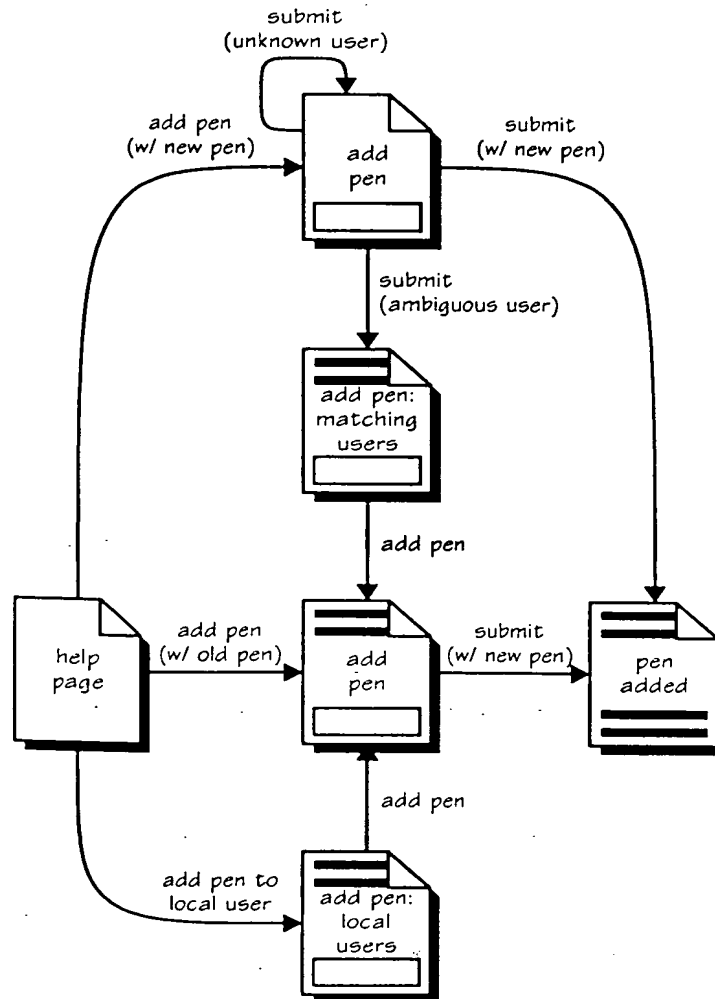 submit
(unknown user)
add pen
(w/ new pen)
add
pen
submit
(w/ new pen)
submit
(ambiguous user)
add pen:
matching
users
add pen
help
page
add pen
(w/ old pen)
add
pen
submit
(w/ new pen)
pen
added
add pen
add pen to
local user
add pen:
local
users